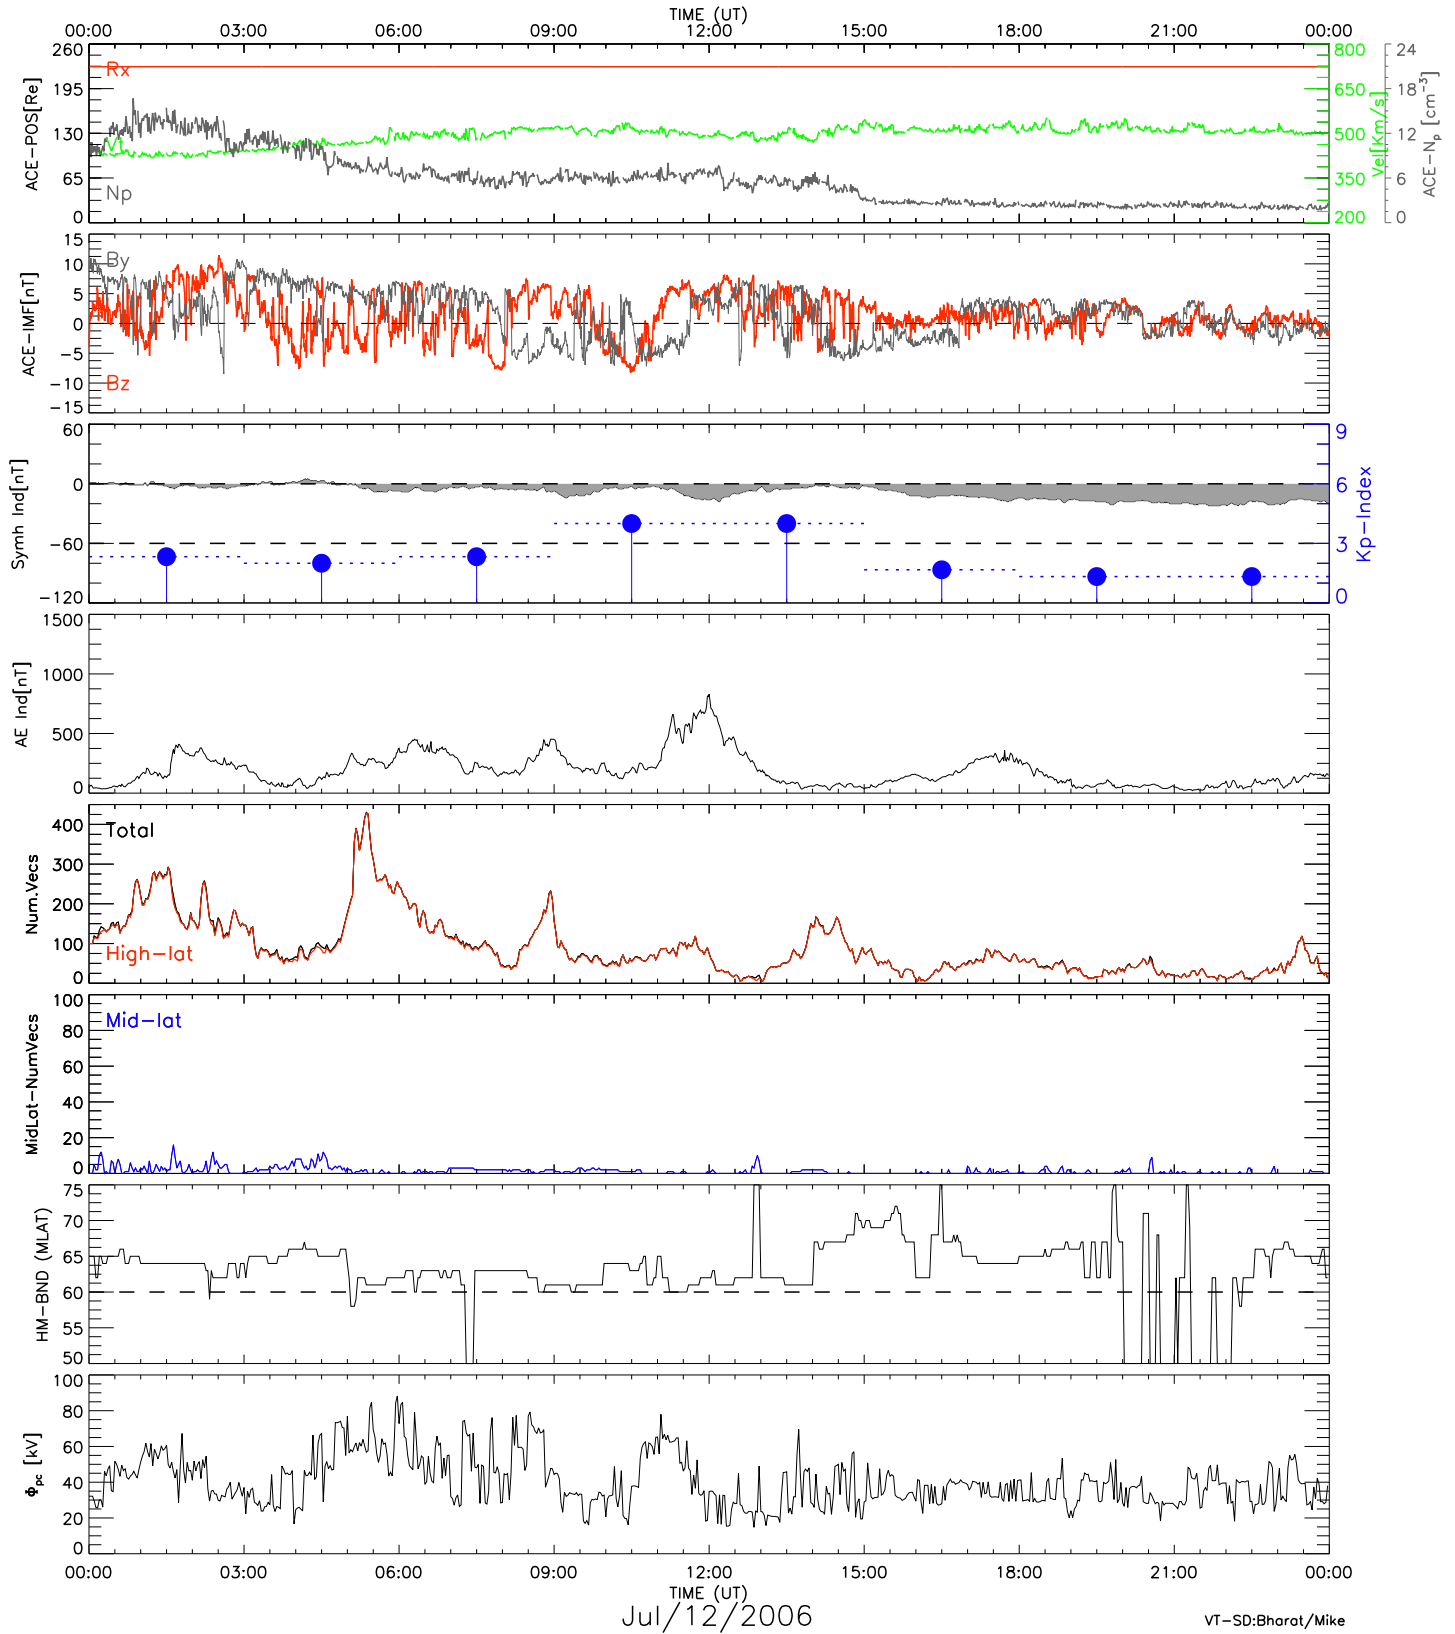 TIME (UT)
00:00 03:00 06:00 09:00 12:00 15:00 18:00 21:00 00:00
ACE-POS[Re]
260
195
130
65
0
Rx
Vt
Np
800
650
500
350
200
Vel[Km/s]
24
18
12
6
0
ACE-Np [cm-3]
ACE-IMF[nT]
15
10
5
0
-5
-10
-15
By
Bz
Symh Ind[nT]
60
0
-60
-120
9
6
3
0
Kp-Index
AE Ind[nT]
1500
1000
500
0
Num.Vecs
400
300
200
100
0
Total
High-lat
MidLat-NumVecs
100
80
60
40
20
0
Mid-lat
HM-BND (MLAT)
75
70
65
60
55
50
Φpc [kV]
100
80
60
40
20
0
00:00 03:00 06:00 09:00 12:00 15:00 18:00 21:00 00:00
TIME (UT)
Jul/12/2006
VT-SD:Bharat/Mike